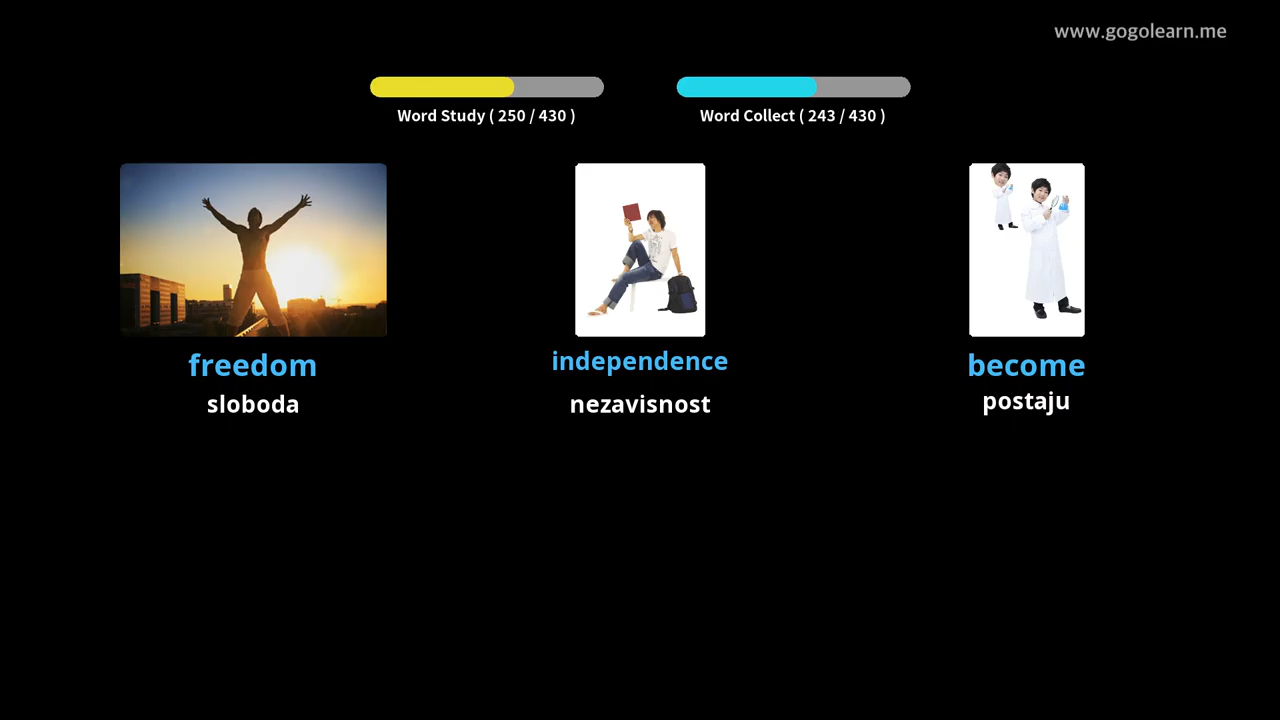 www.gogolearn.me
Word Study ( 250 / 430 )
Word Collect ( 243 / 430 )
freedom
independence
become
sloboda
nezavisnost
postaju